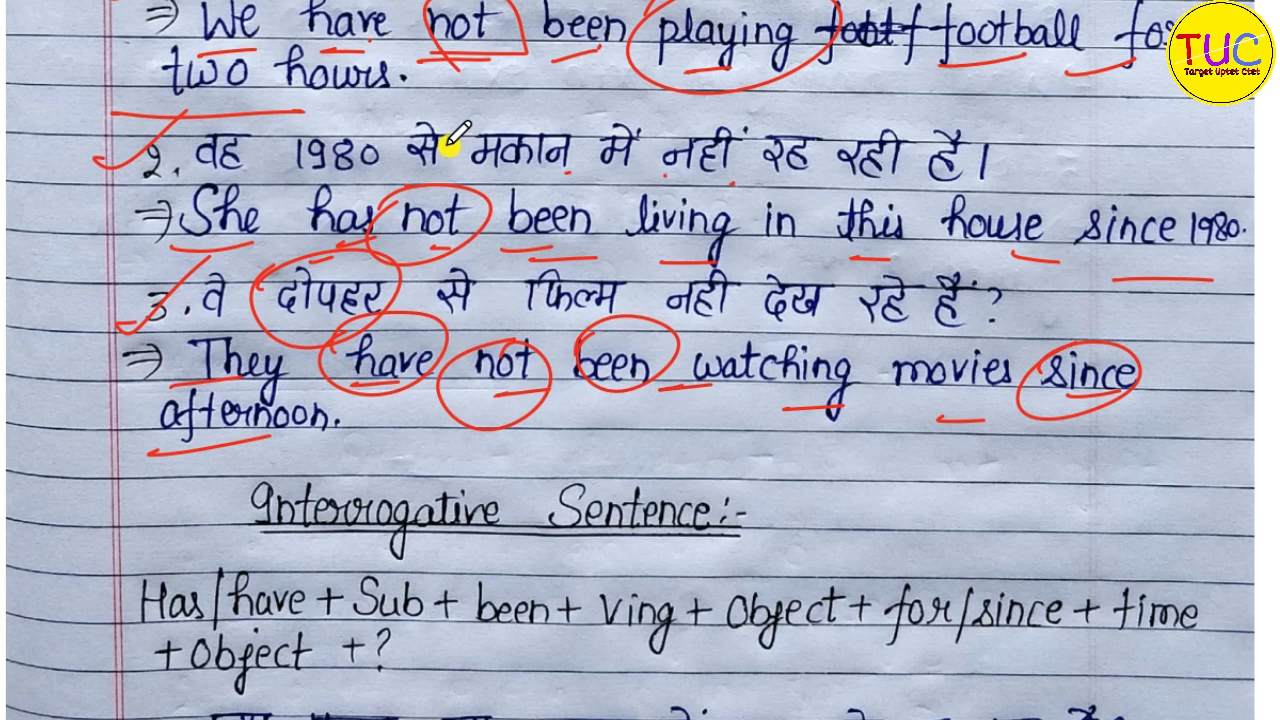 ⇒ We have not been playing football for
two hours.
TUC
Target Uptet Ctet
2. वह 1980 से मकान में नहीं रह रही है।
⇒ She has not been living in this house since 1980.
3. वे दोपहर से फिल्म नही देख रहे हैं?
⇒ They have not been watching movies since
afternoon.
Interrogative Sentence:-
Has/have + Sub + been + Ving + Object + for/since + time
+ Object + ?